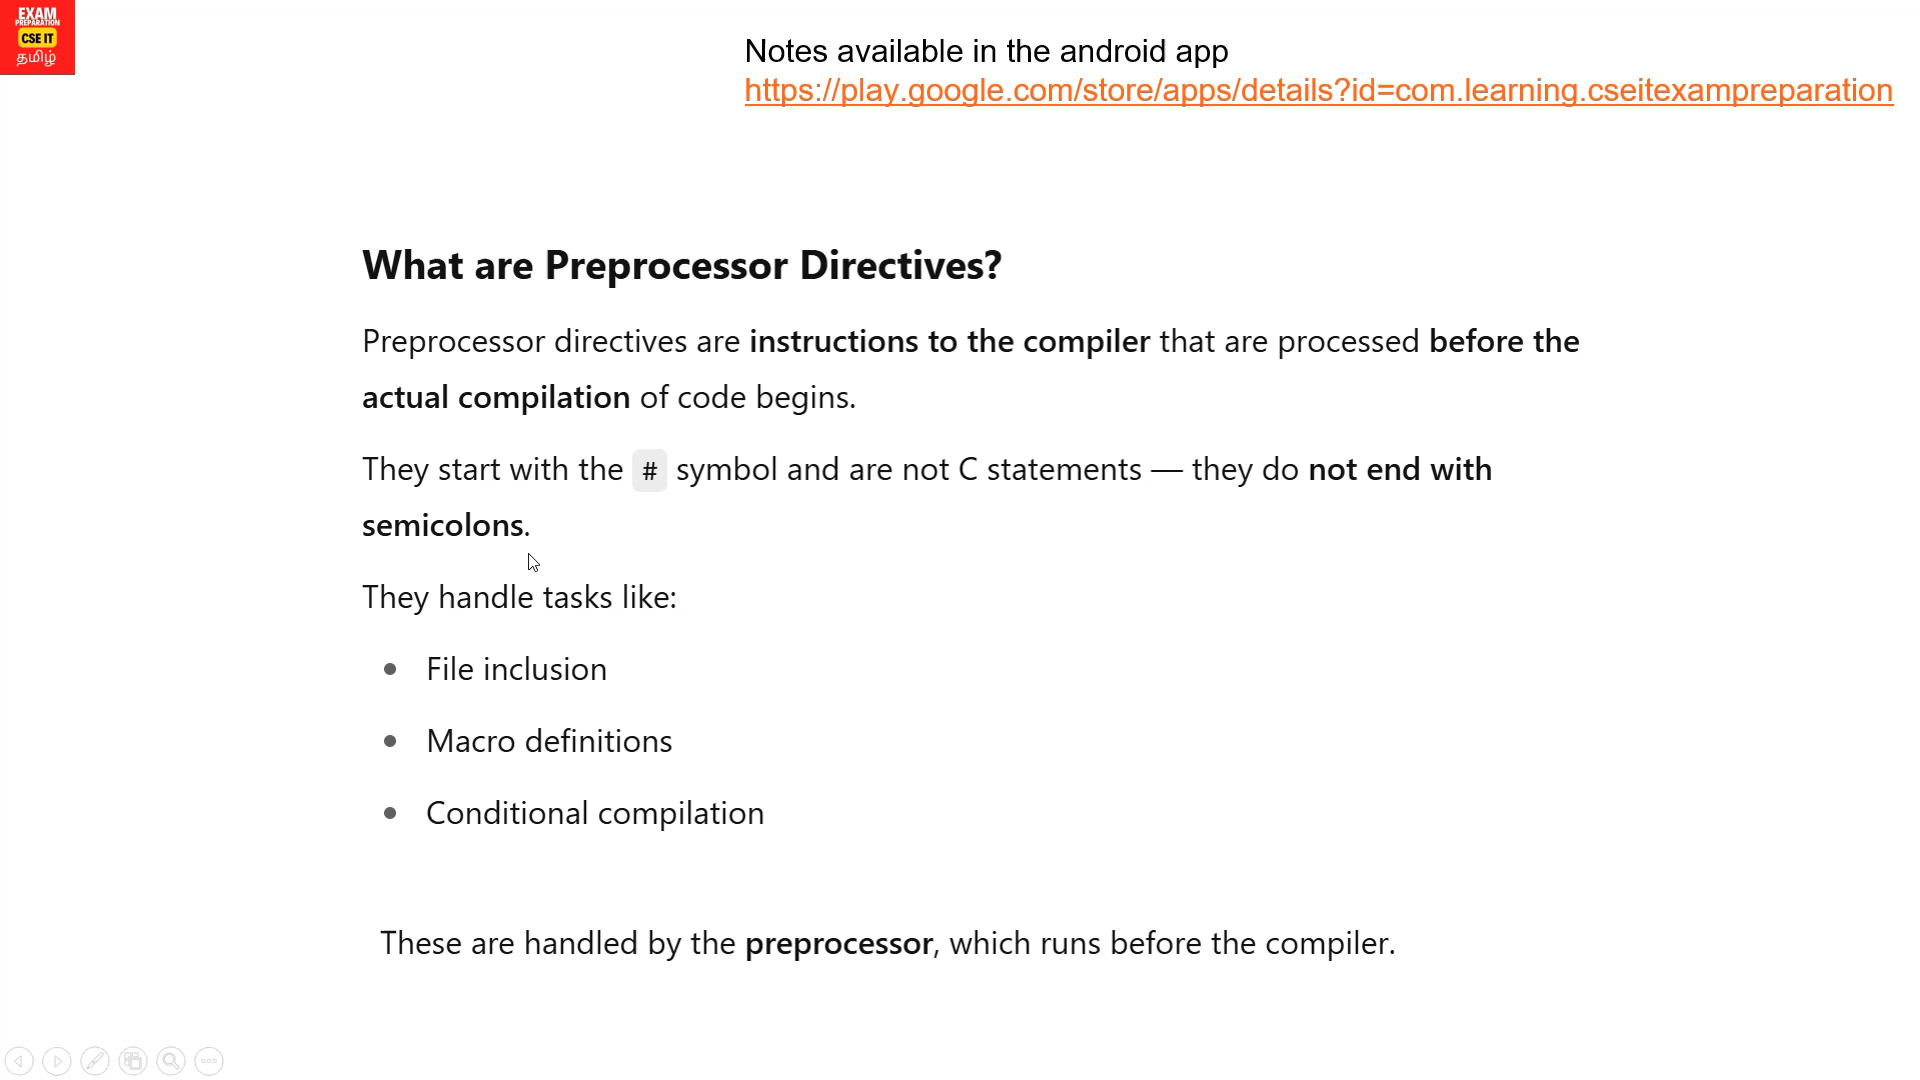 EXAM
PREPARATION
CSE IT
தமிழ்
Notes available in the android app
https://play.google.com/store/apps/details?id=com.learning.cseitexampreparation
What are Preprocessor Directives?
Preprocessor directives are instructions to the compiler that are processed before the
actual compilation of code begins.
They start with the # symbol and are not C statements — they do not end with
semicolons.
They handle tasks like:
• File inclusion
• Macro definitions
• Conditional compilation
These are handled by the preprocessor, which runs before the compiler.